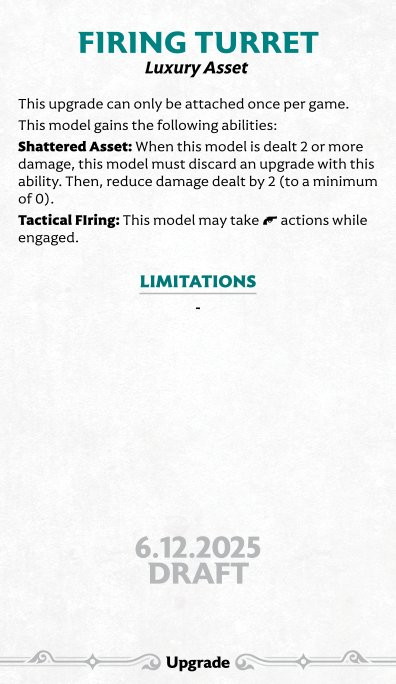 FIRING TURRET
Luxury Asset
This upgrade can only be attached once per game.
This model gains the following abilities:
Shattered Asset: When this model is dealt 2 or more
damage, this model must discard an upgrade with this
ability. Then, reduce damage dealt by 2 (to a minimum
of 0).
Tactical FIring: This model may take actions while
engaged.
LIMITATIONS
-
6.12.2025
DRAFT
Upgrade